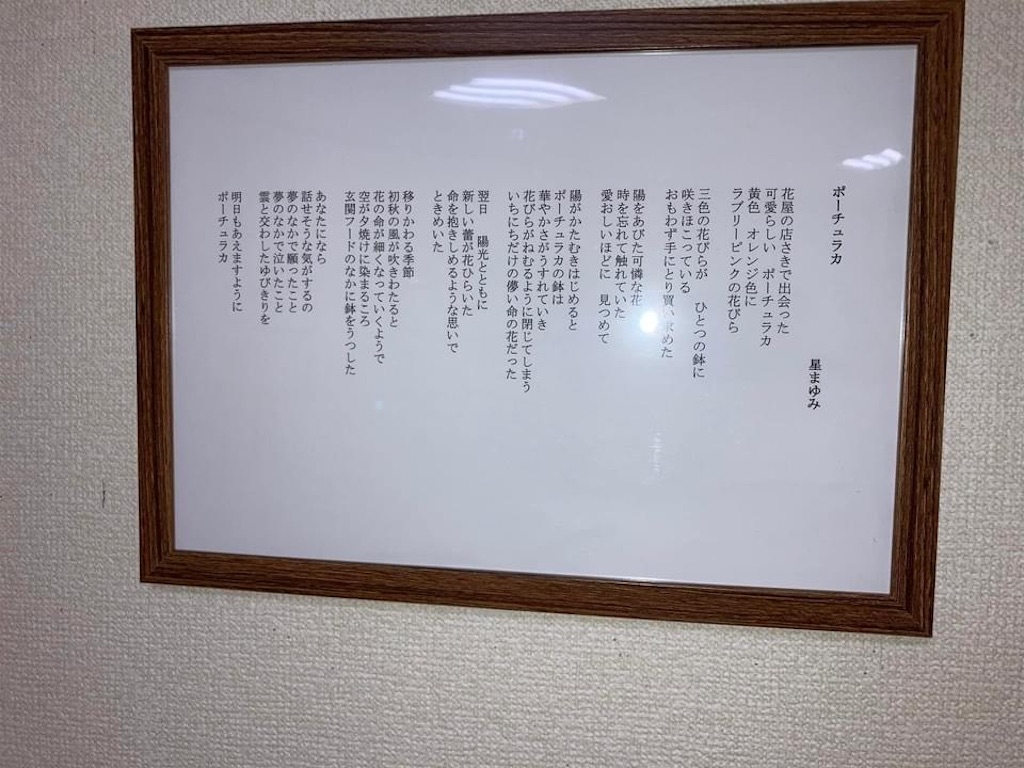 ポーチュラカ
星まゆみ
花屋の店さきで出会った
可愛らしい　ポーチュラカ
黄色　オレンジ色に
ラブリーピンクの花びら
三色の花びらが　ひとつの鉢に
咲きほこっている
おもわず手にとり買い求めた
陽をあびた可憐な花
時を忘れて触れていた
愛おしいほどに　見つめて
陽がかたむきはじめると
ポーチュラカの鉢は
華やかさがうすれていき
花びらがねむるように閉じてしまう
いちにちだけの儚い命の花だった
翌日　陽光とともに
新しい蕾が花ひらいた
命を抱きしめるような思いで
ときめいた
移りかわる季節
初秋の風が吹きわたると
花の命が細くなっていくようで
空が夕焼けに染まるころ
玄関フードのなかに鉢をうつした
あなたになら
話せそうな気がするの
夢のなかで願ったこと
夢のなかで泣いたこと
雲と交わしたゆびきりを
明日もあえますように
ポーチュラカ